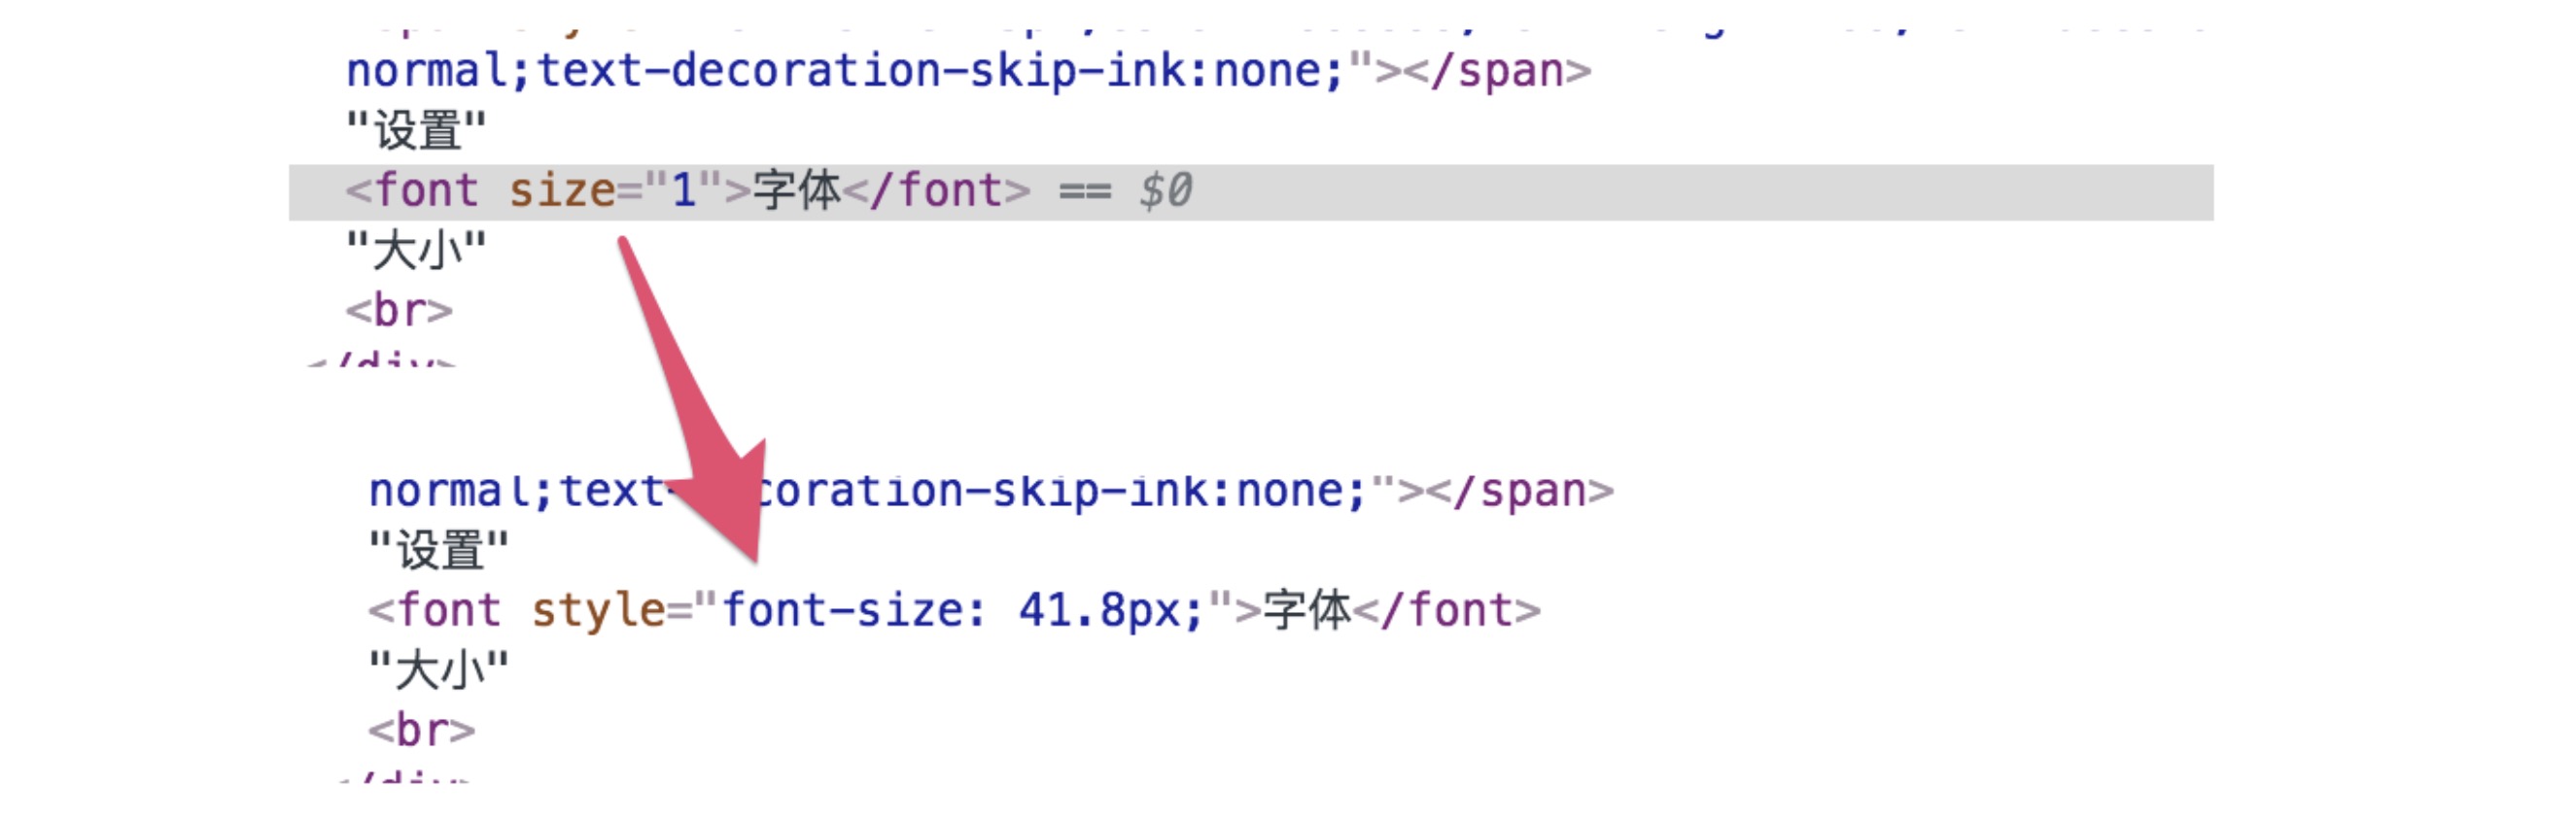 normal;text-decoration-skip-ink:none;"></span>
"设置"
<font size="1">字体</font> == $0
"大小"
<br>
</div>
normal;text-coration-skip-ink:none;"></span>
"设置"
<font style="font-size: 41.8px;">字体</font>
"大小"
<br>
</div>